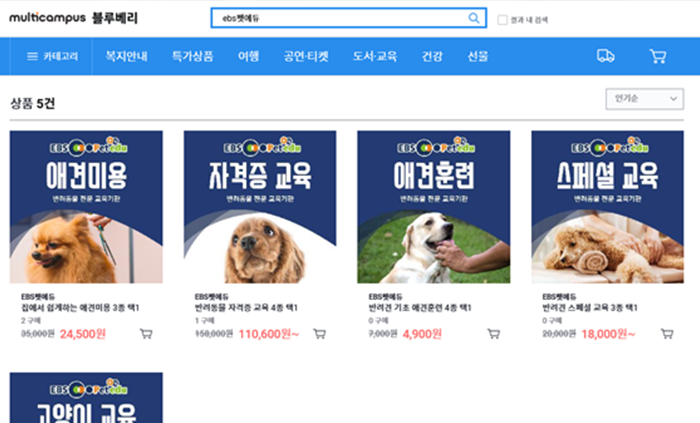 multicampus 블루베리
ebs펫에듀
결과 내 검색
카테고리 복지안내 특가상품 여행 공연·티켓 도서·교육 건강 선물
상품 5건
인기순
EBS Petedu
애견미용
반려동물 전문 교육기관
EBS펫에듀
집에서 쉽게하는 애견미용 3종 택1
2 구매
35,000원 24,500원
EBS Petedu
자격증 교육
반려동물 전문 교육기관
EBS펫에듀
반려동물 자격증 교육 4종 택1
1 구매
158,000원 110,600원~
EBS Petedu
애견훈련
반려동물 전문 교육기관
EBS펫에듀
반려견 기초 애견훈련 4종 택1
0 구매
7,000원 4,900원
EBS Petedu
스페셜 교육
반려동물 전문 교육기관
EBS펫에듀
반려견 스페셜 교육 3종 택1
0 구매
20,000원 18,000원~
EBS Petedu
고양이 교육